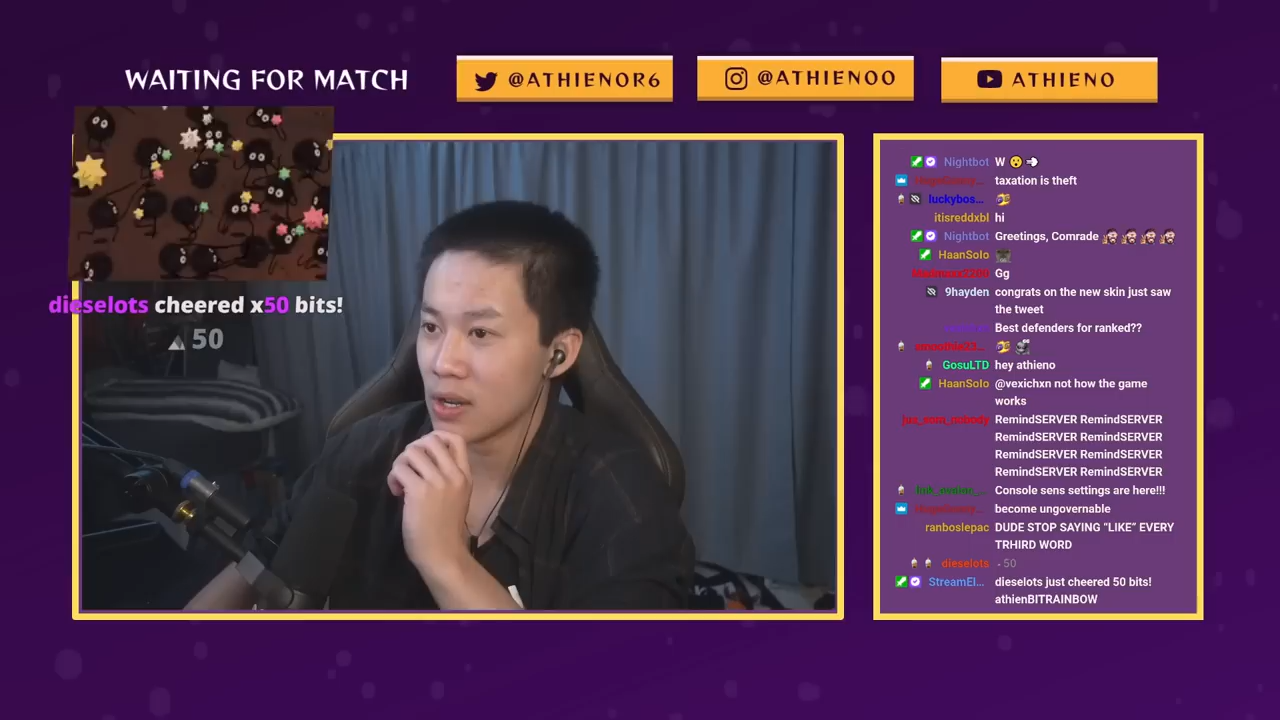 WAITING FOR MATCH
@ATHIENOR6
@ATHIENOO
ATHIENO
dieselots cheered x50 bits!
50
Nightbot W
taxation is theft
luckybos...
itisreddxbl hi
Nightbot Greetings, Comrade
HaanSolo
Gg
9hayden congrats on the new skin just saw
the tweet
Best defenders for ranked??
GosuLTD hey athieno
HaanSolo @vexichxn not how the game
works
jus_som_nobody RemindSERVER RemindSERVER
RemindSERVER RemindSERVER
RemindSERVER RemindSERVER
RemindSERVER RemindSERVER
Console sens settings are here!!!
become ungovernable
ranboslepac DUDE STOP SAYING “LIKE” EVERY
TRHIRD WORD
dieselots 50
StreamEl... dieselots just cheered 50 bits!
athienBITRAINBOW